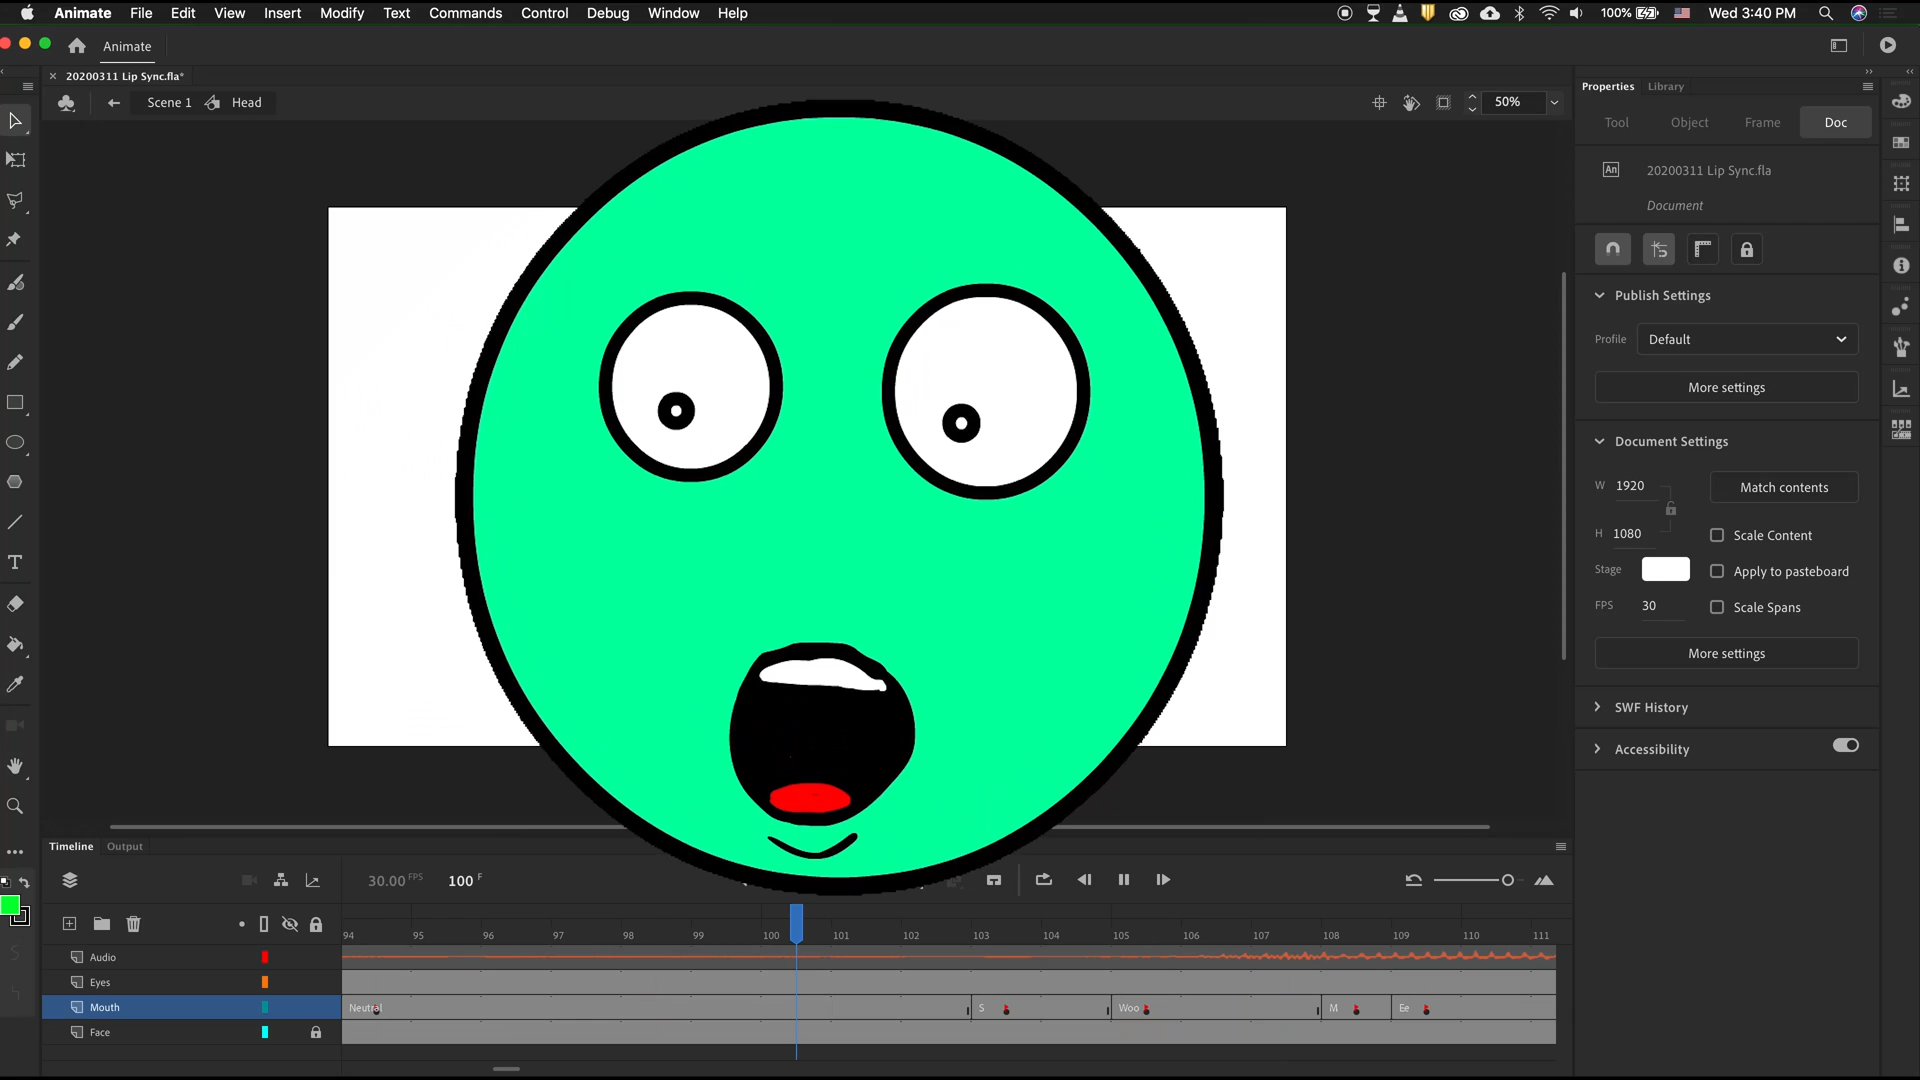 Animate File Edit View Insert Modify Text Commands Control Debug Window Help 100% Wed 3:40 PM
Animate
20200311 Lip Sync.fla*
Scene 1 Head 50%
Properties Library
Tool Object Frame Doc
An 20200311 Lip Sync.fla
Document
Publish Settings
Profile Default
More settings
Document Settings
W 1920 Match contents
H 1080 Scale Content
Stage Apply to pasteboard
FPS 30 Scale Spans
More settings
SWF History
Accessibility
Timeline Output
30.00 FPS 100 F
94 95 96 97 98 99 100 101 102 103 104 105 106 107 108 109 110 111
Audio
Eyes
Mouth Neutral S Woo M Ee
Face